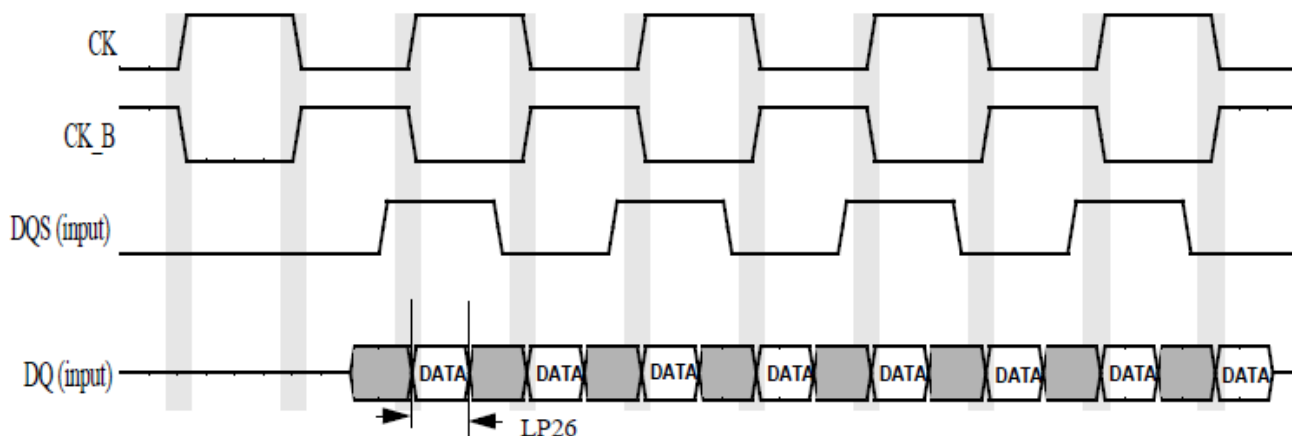 CK
CK_B
DQS (input)
DQ (input)
DATA DATA DATA DATA DATA DATA DATA DATA
LP26